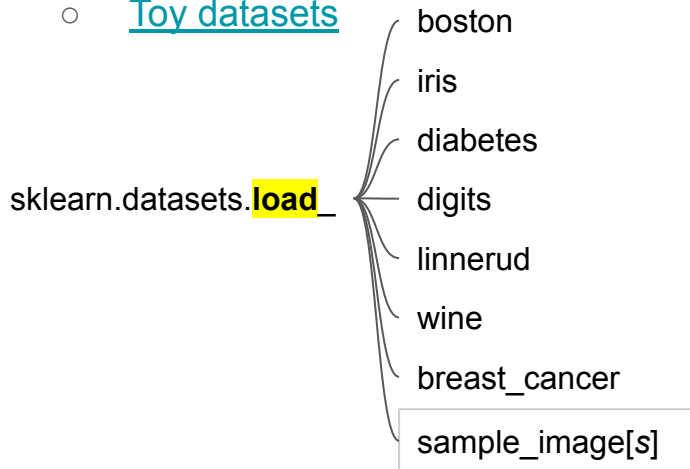 ○ Toy datasets
boston
iris
diabetes
sklearn.datasets.load_
digits
linnerud
wine
breast_cancer
sample_image[s]